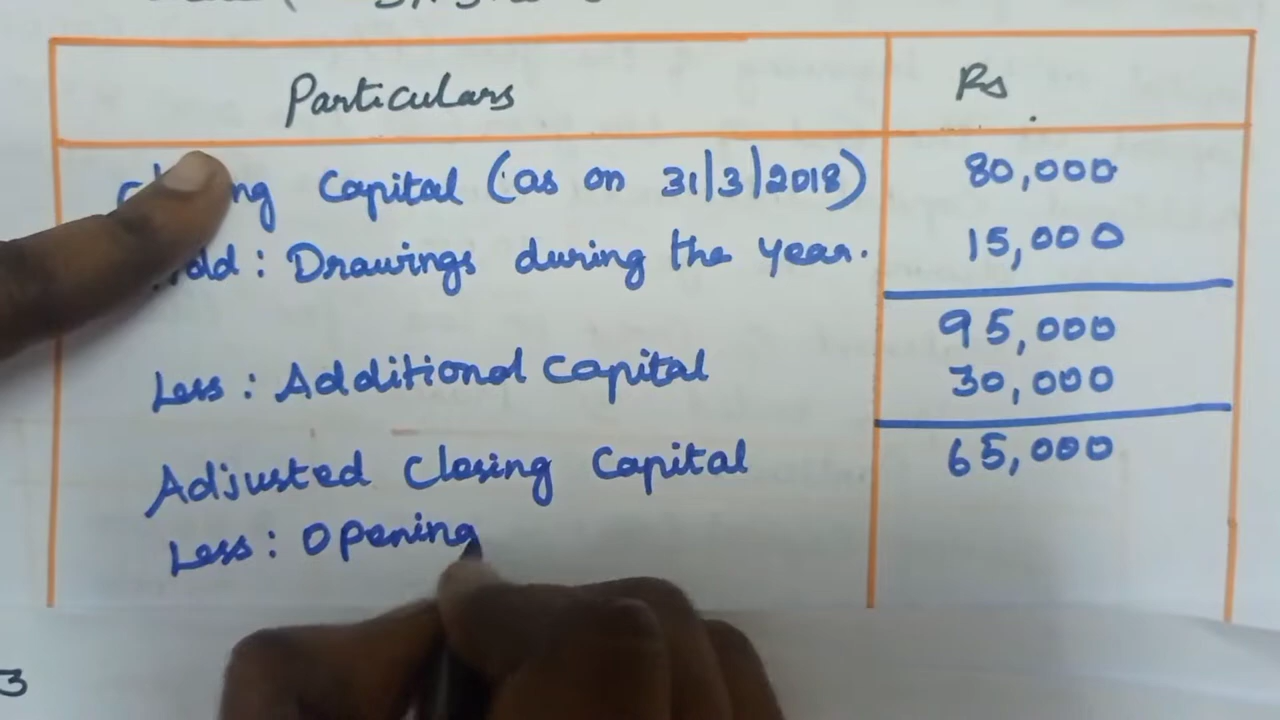 Particulars Rs
Capital (as on 31/3/2018) 80,000
: Drawings during the year. 15,000
95,000
Less : Additional Capital 30,000
Adjusted Closing Capital 65,000
Less : Opening
3